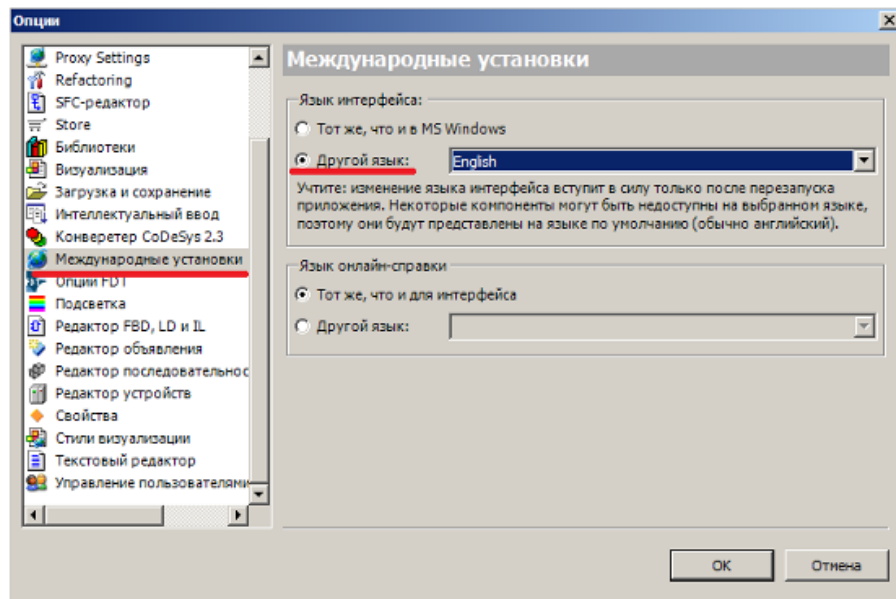 Опции
Proxy Settings
Refactoring
SFC-редактор
Store
Библиотеки
Визуализация
Загрузка и сохранение
Интеллектуальный ввод
Конверетер CoDeSys 2.3
Международные установки
Опции FDT
Подсветка
Редактор FBD, LD и IL
Редактор объявления
Редактор последовательнос
Редактор устройств
Свойства
Стили визуализации
Текстовый редактор
Управление пользователями
Международные установки
Язык интерфейса:
Тот же, что и в MS Windows
Другой язык: English
Учтите: изменение языка интерфейса вступит в силу только после перезапуска
приложения. Некоторые компоненты могут быть недоступны на выбранном языке,
поэтому они будут представлены на языке по умолчанию (обычно английский).
Язык онлайн-справки
Тот же, что и для интерфейса
Другой язык:
OK Отмена